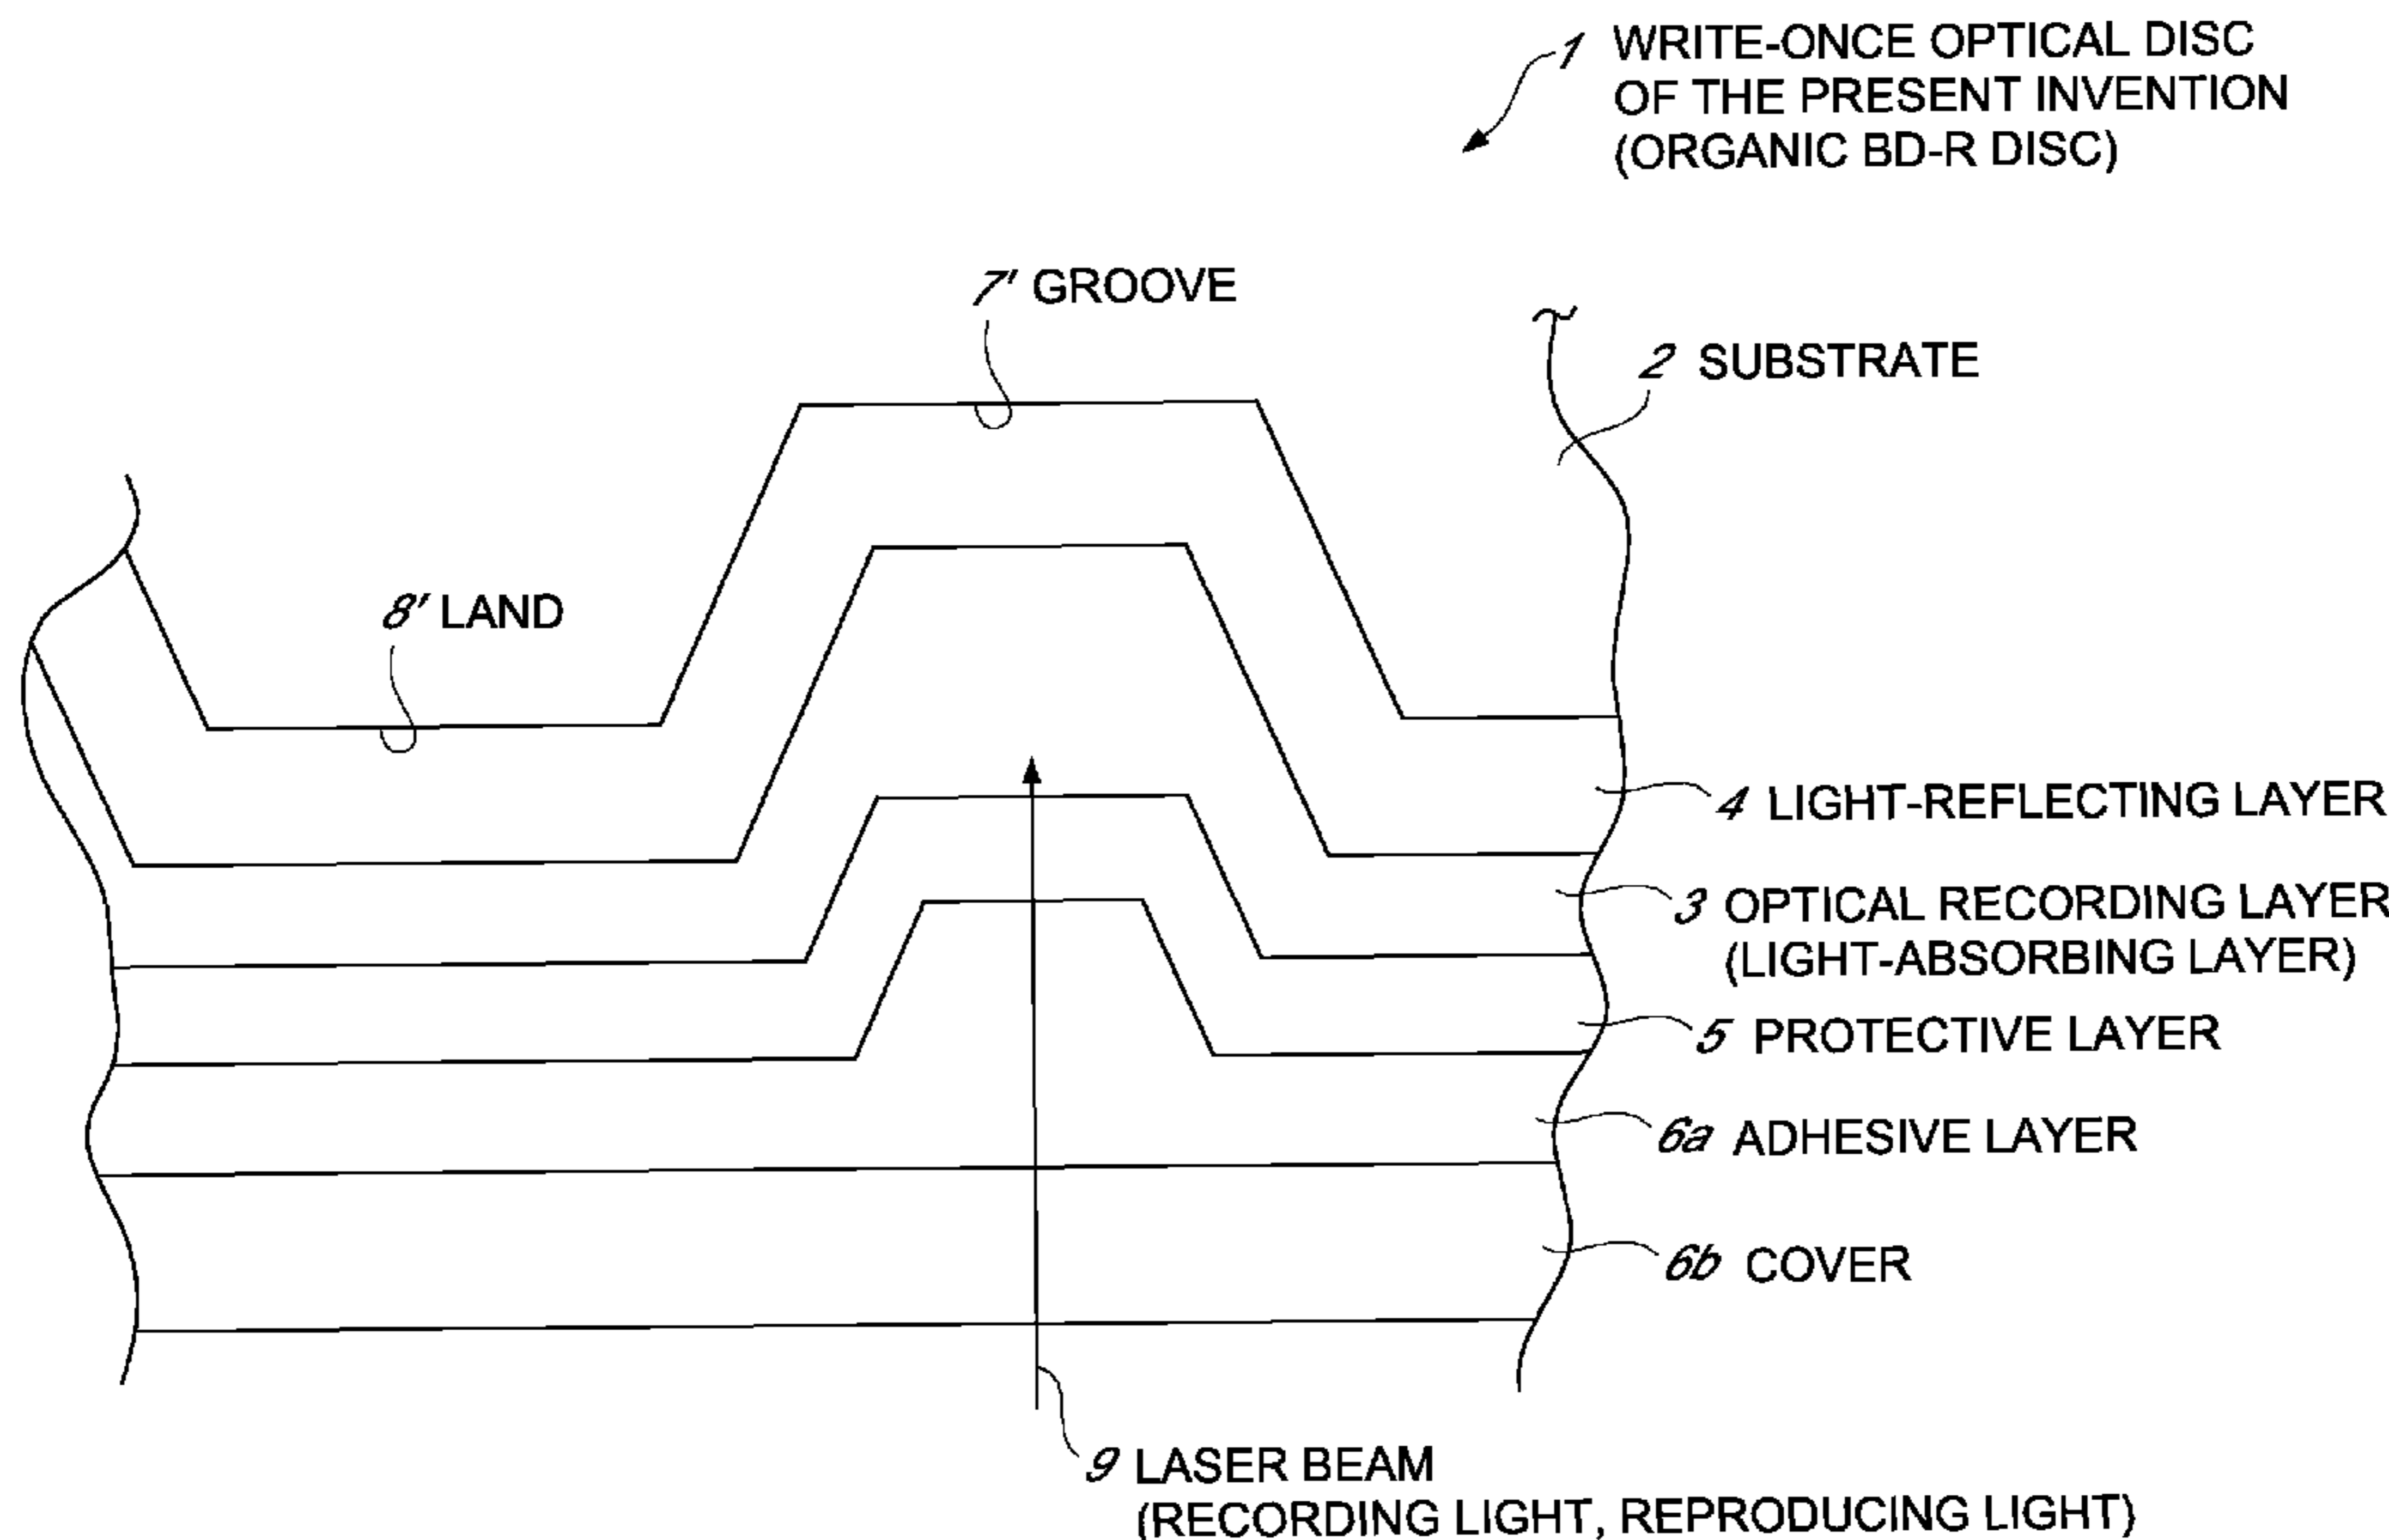 1 WRITE-ONCE OPTICAL DISC
OF THE PRESENT INVENTION
(ORGANIC BD-R DISC)
7' GROOVE
2 SUBSTRATE
8' LAND
4 LIGHT-REFLECTING LAYER
3 OPTICAL RECORDING LAYER
(LIGHT-ABSORBING LAYER)
5 PROTECTIVE LAYER
6a ADHESIVE LAYER
6b COVER
9 LASER BEAM
(RECORDING LIGHT, REPRODUCING LIGHT)